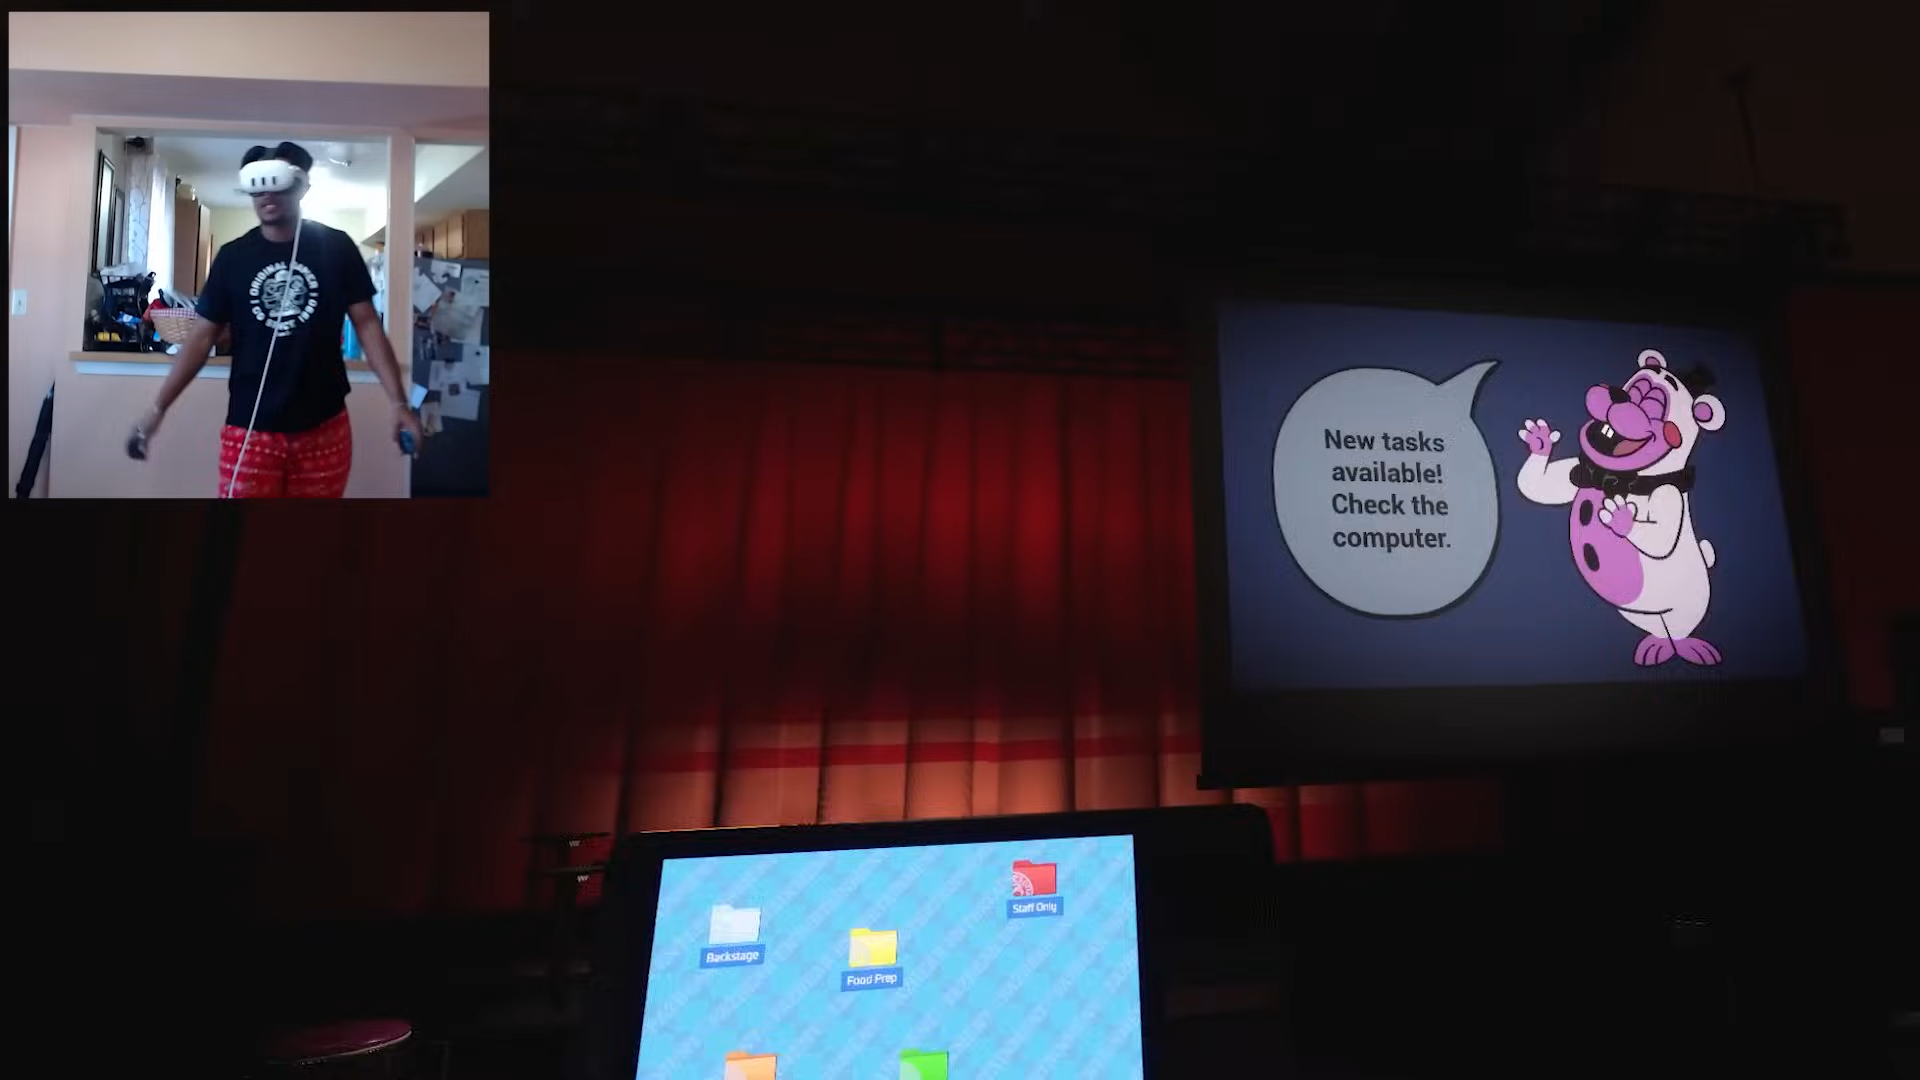 New tasks
available!
Check the
computer.
Staff Only
Backstage
Food Prep